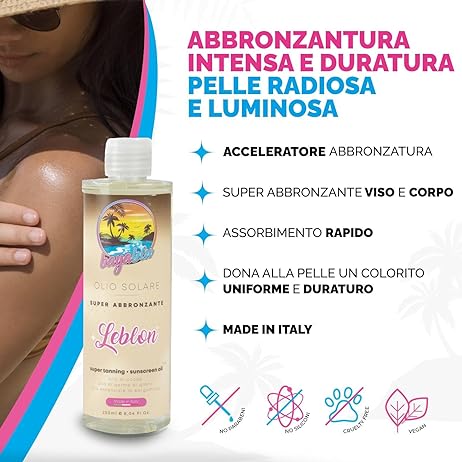 ABBRONZANTURA
INTENSA E DURATURA
PELLE RADIOSA
E LUMINOSA
ACCELERATORE ABBRONZATURA
SUPER ABBRONZANTE VISO E CORPO
ASSORBIMENTO RAPIDO
DONA ALLA PELLE UN COLORITO
UNIFORME E DURATURO
MADE IN ITALY
OLIO SOLARE
SUPER ABBRONZANTE
Leblon
super tanning • sunscreen oil
NO PARABENI
NO SILICONI
CRUELTY FREE
VEGAN